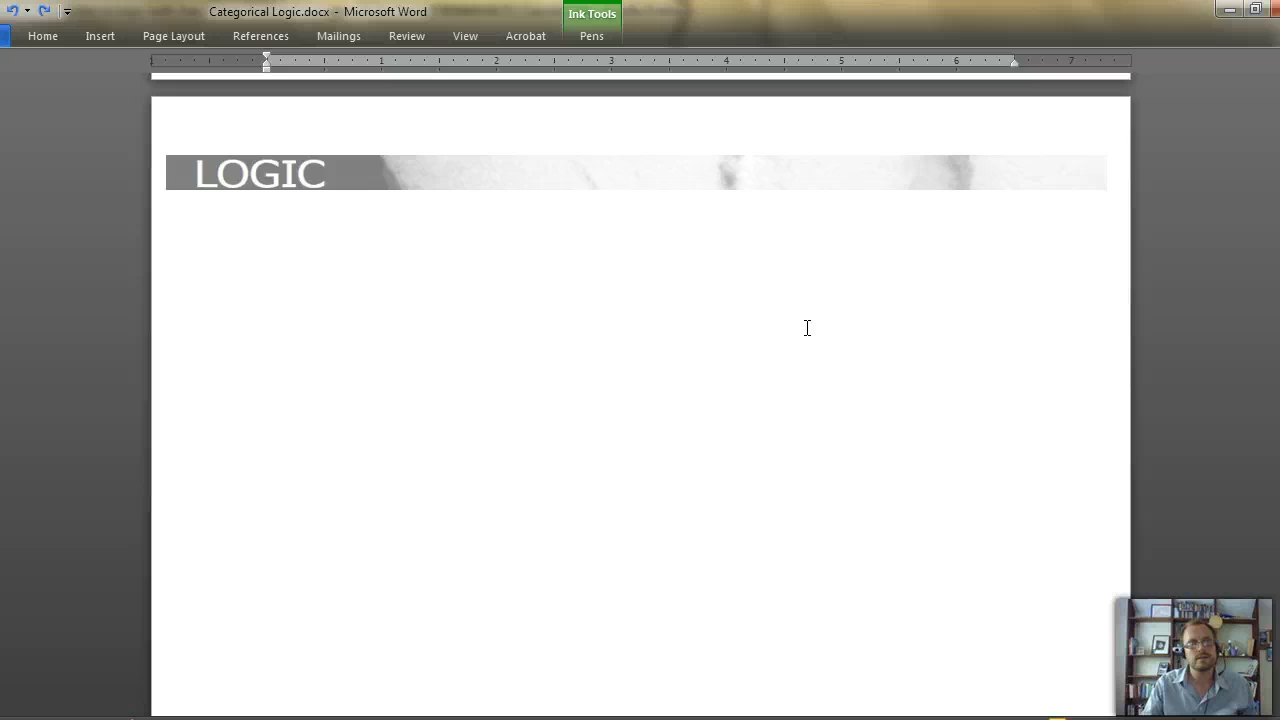 Categorical Logic.docx - Microsoft Word
Ink Tools
Home Insert Page Layout References Mailings Review View Acrobat Pens
1 2 3 4 5 6 7
LOGIC